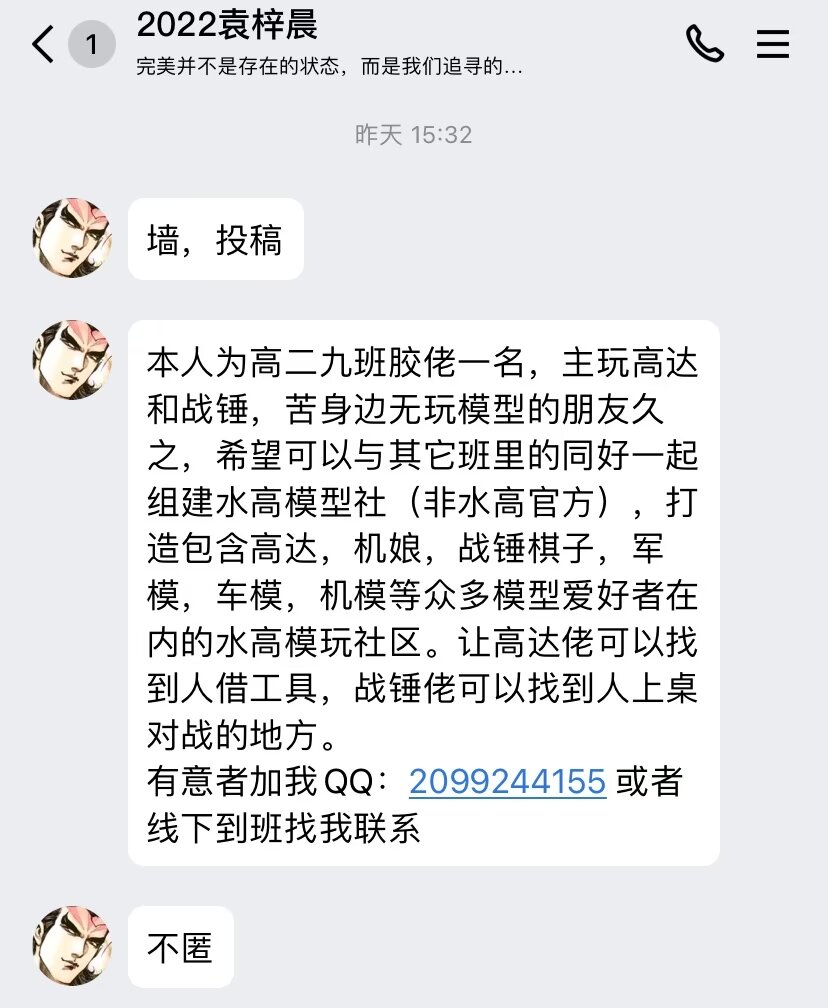 1
2022袁梓晨
完美并不是存在的状态，而是我们追寻的...
昨天 15:32
墙，投稿
本人为高二九班胶佬一名，主玩高达
和战锤，苦身边无玩模型的朋友久
之，希望可以与其它班里的同好一起
组建水高模型社（非水高官方），打
造包含高达，机娘，战锤棋子，军
模，车模，机模等众多模型爱好者在
内的水高模玩社区。让高达佬可以找
到人借工具，战锤佬可以找到人上桌
对战的地方。
有意者加我QQ：2099244155 或者
线下到班找我联系
不匿